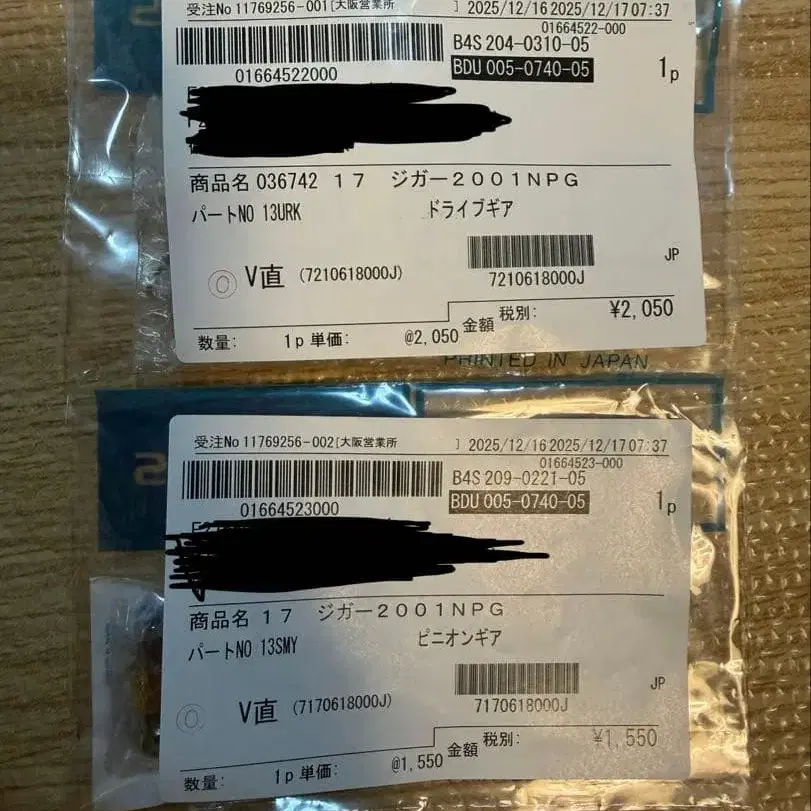 受注No 11769256-001[大阪営業所 ] 2025/12/16 2025/12/17 07:37
01664522-000
B4S 204-0310-05
01664522000
BDU 005-0740-05 1p
商品名 036742 17 ジガー2001NPG
パートNO 13URK ドライブギア
JP
V直 (7210618000J) 7210618000J
税別: ¥2,050
数量: 1p 単価: @2,050 金額
PRINTED IN JAPAN
受注No 11769256-002[大阪営業所 ] 2025/12/16 2025/12/17 07:37
01664523-000
B4S 209-0221-05
01664523000
BDU 005-0740-05 1p
商品名 17 ジガー2001NPG
パートNO 13SMY ピニオンギア
JP
V直 (7170618000J) 7170618000J
税別: ¥1,550
数量: 1p 単価: @1,550 金額